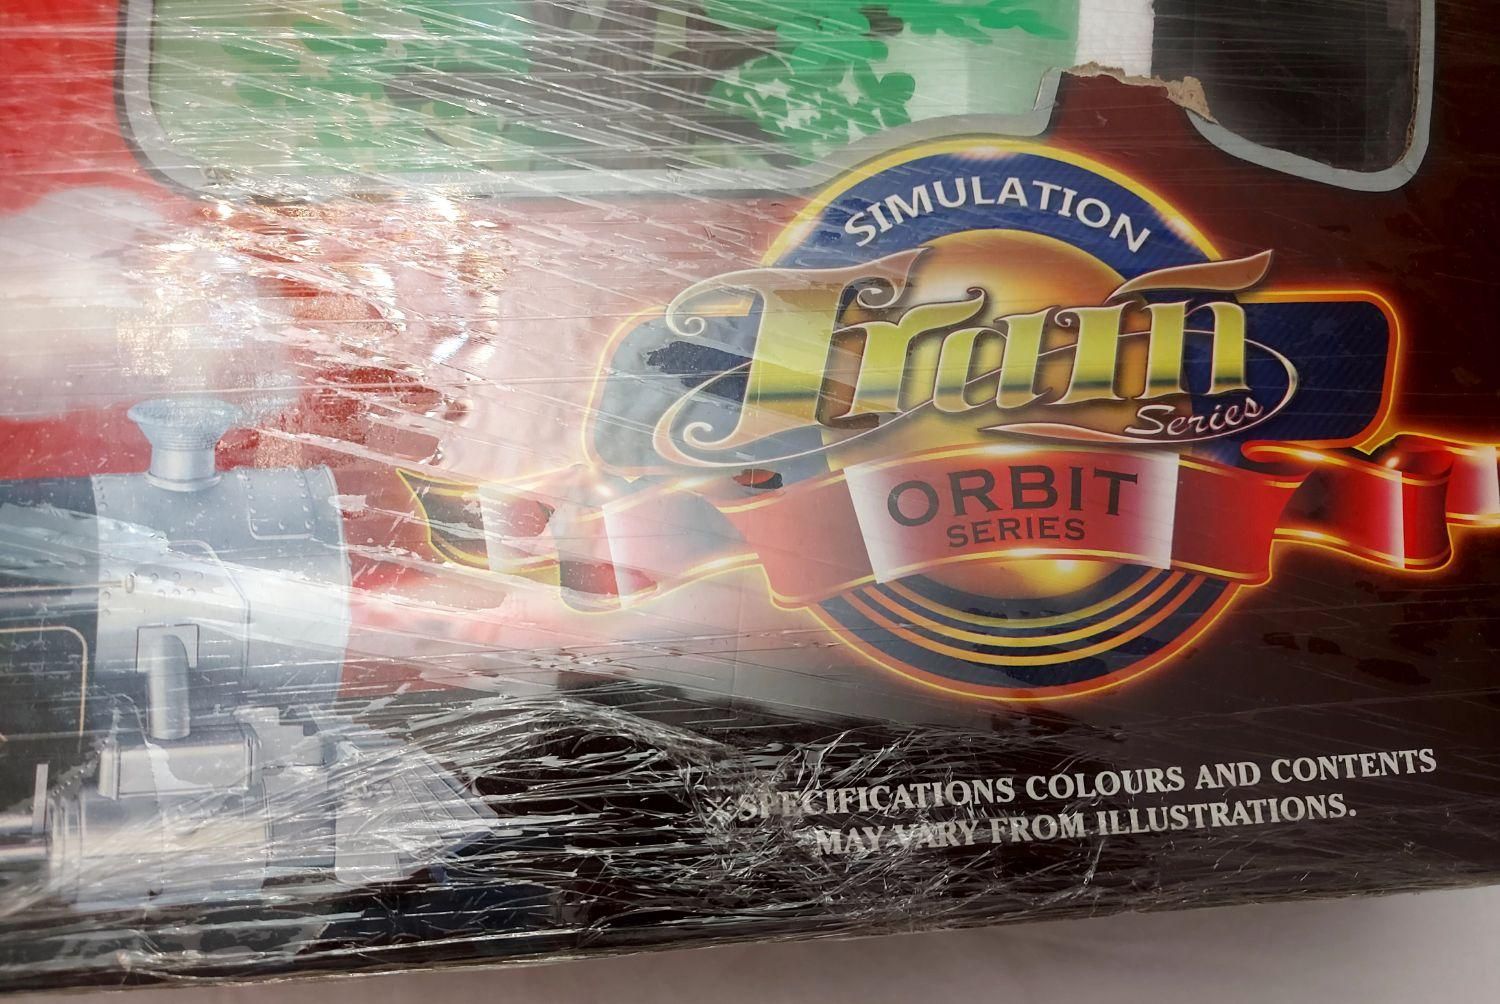 SIMULATION
Train
Series
ORBIT
SERIES
※SPECIFICATIONS COLOURS AND CONTENTS
MAY VARY FROM ILLUSTRATIONS.